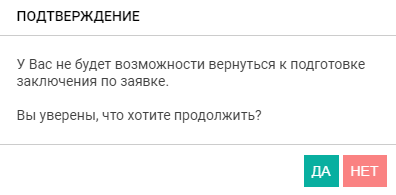 ПОДТВЕРЖДЕНИЕ
У Вас не будет возможности вернуться к подготовке
заключения по заявке.
Вы уверены, что хотите продолжить?
ДА НЕТ